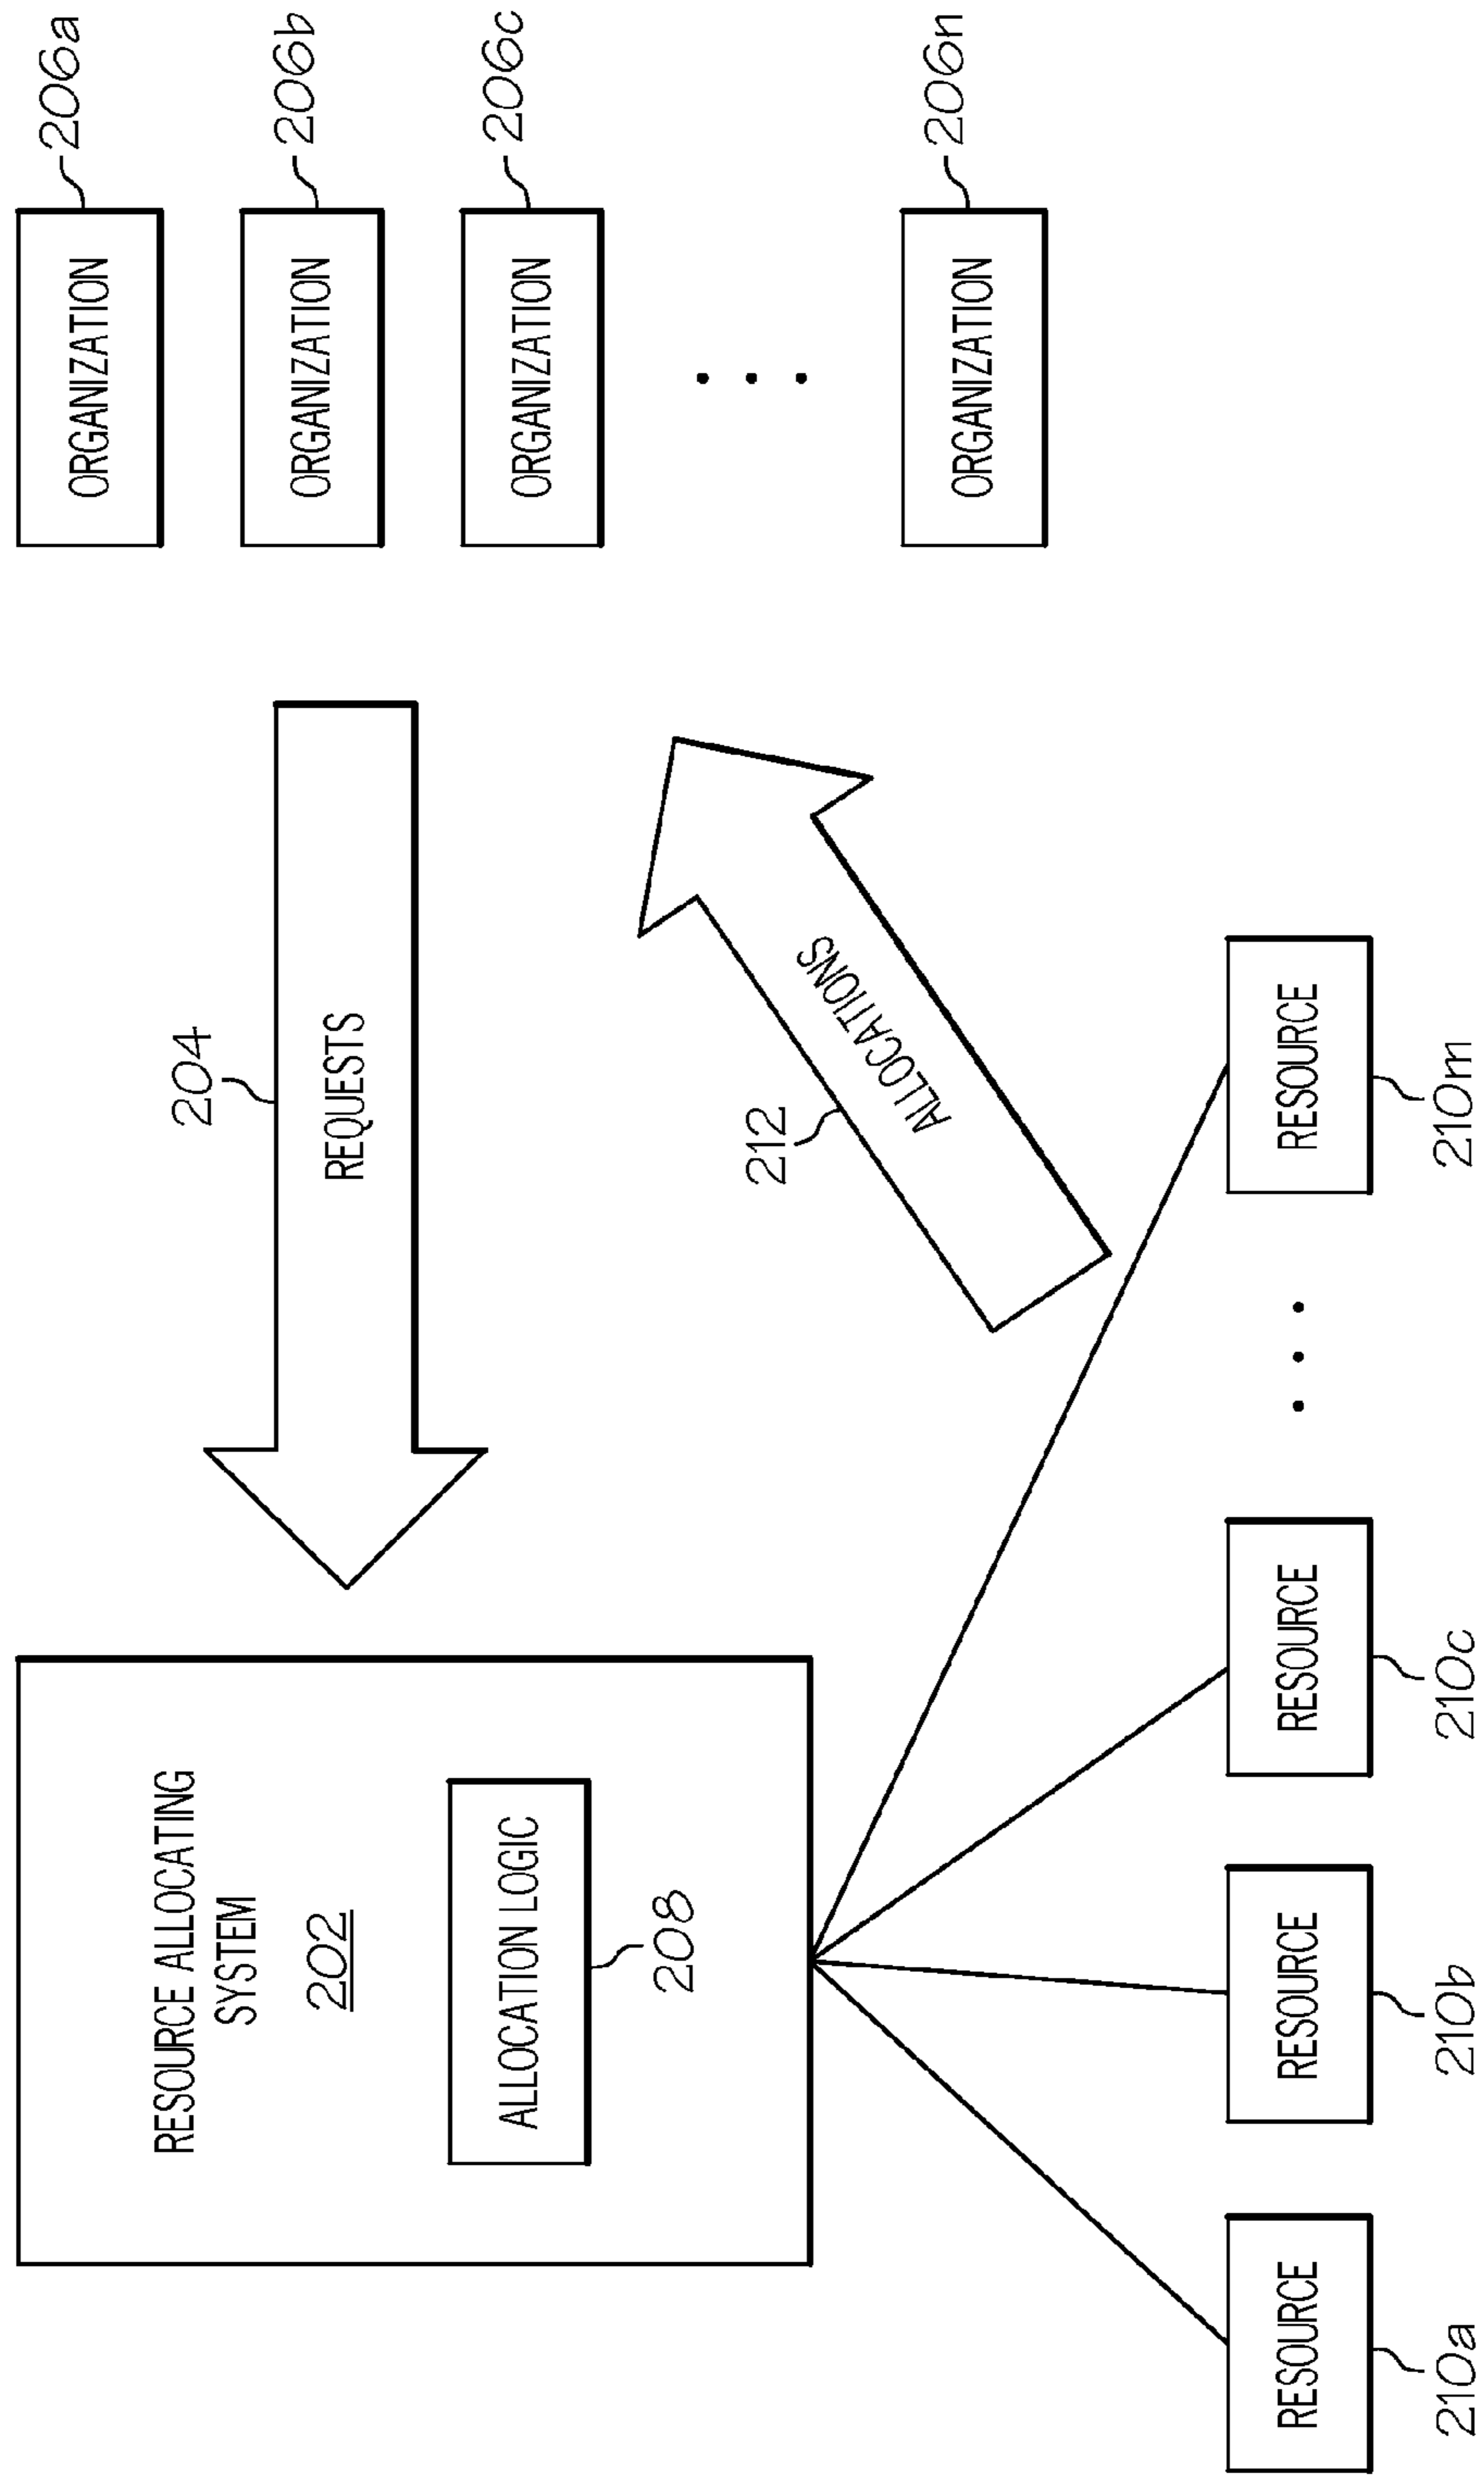 RESOURCE ALLOCATING
SYSTEM
202
ALLOCATION LOGIC
208
204
REQUESTS
ORGANIZATION
206a
ORGANIZATION
206b
ORGANIZATION
206c
ORGANIZATION
206n
212
ALLOCATIONS
RESOURCE
210a
RESOURCE
210b
RESOURCE
210c
RESOURCE
210m